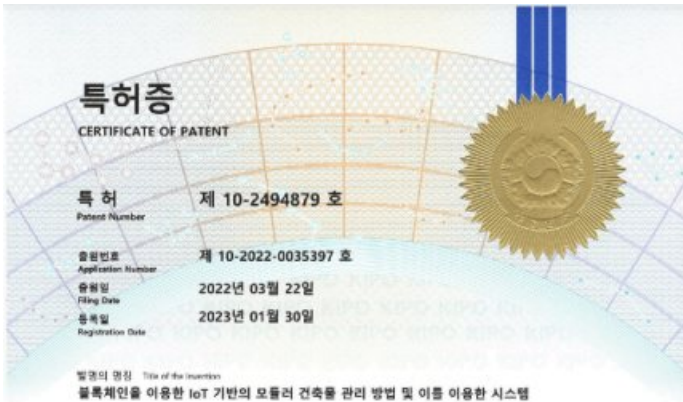 특허증
CERTIFICATE OF PATENT
특 허 제 10-2494879 호
Patent Number
출원번호 제 10-2022-0035397 호
Application Number
출원일 2022년 03월 22일
Filing Date
등록일 2023년 01월 30일
Registration Date
발명의 명칭 Title of the Invention
블록체인을 이용한 IoT 기반의 모듈러 건축물 관리 방법 및 이를 이용한 시스템